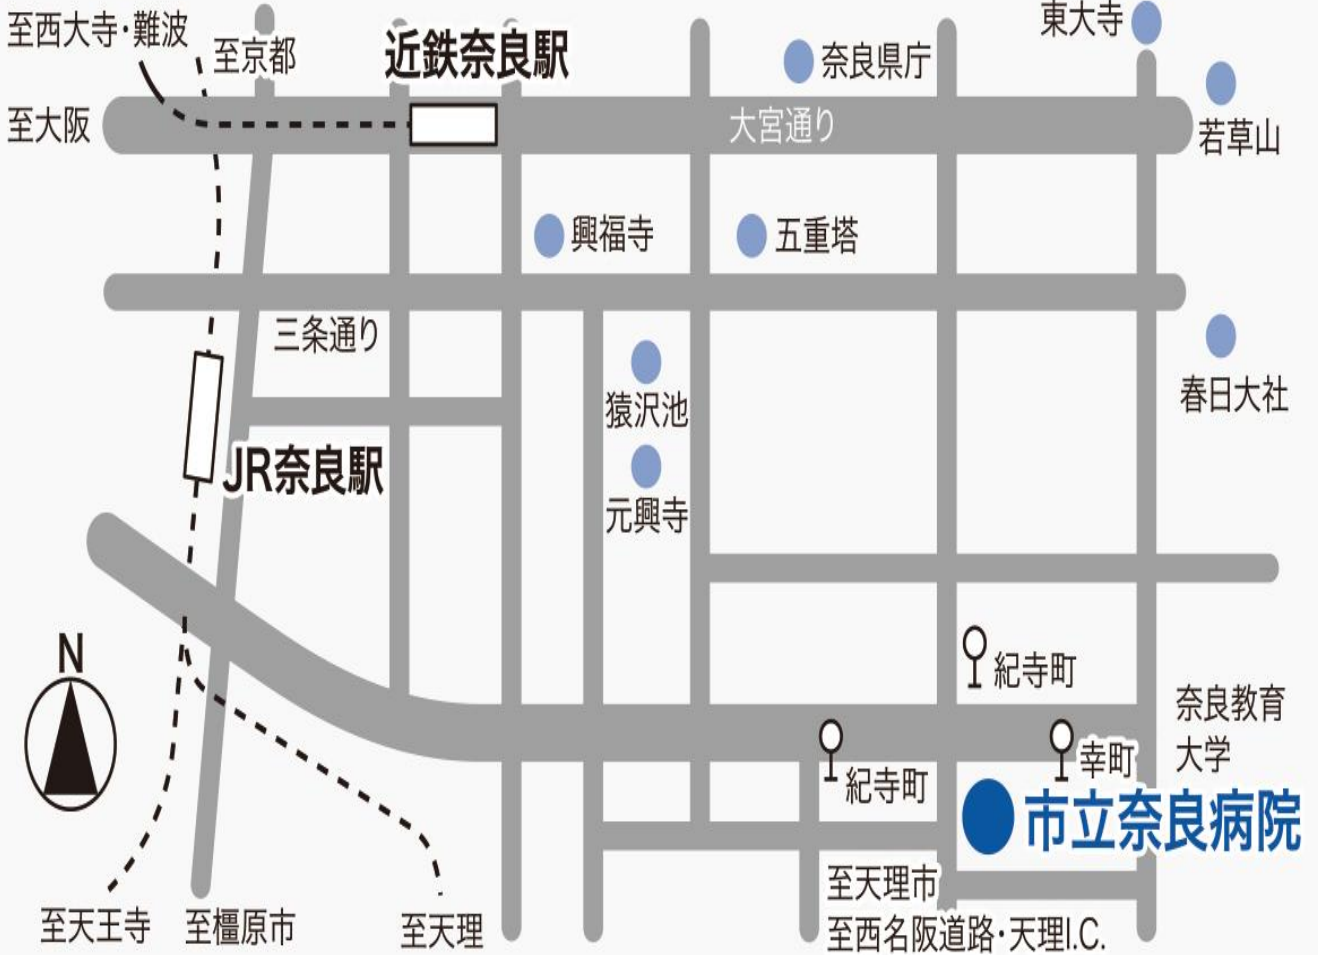 至西大寺・難波
至京都
近鉄奈良駅
奈良県庁
東大寺
至大阪
大宮通り
若草山
興福寺
五重塔
三条通り
猿沢池
春日大社
JR奈良駅
元興寺
N
紀寺町
奈良教育
大学
幸町
紀寺町
市立奈良病院
至天王寺
至橿原市
至天理
至天理市
至西名阪道路・天理I.C.